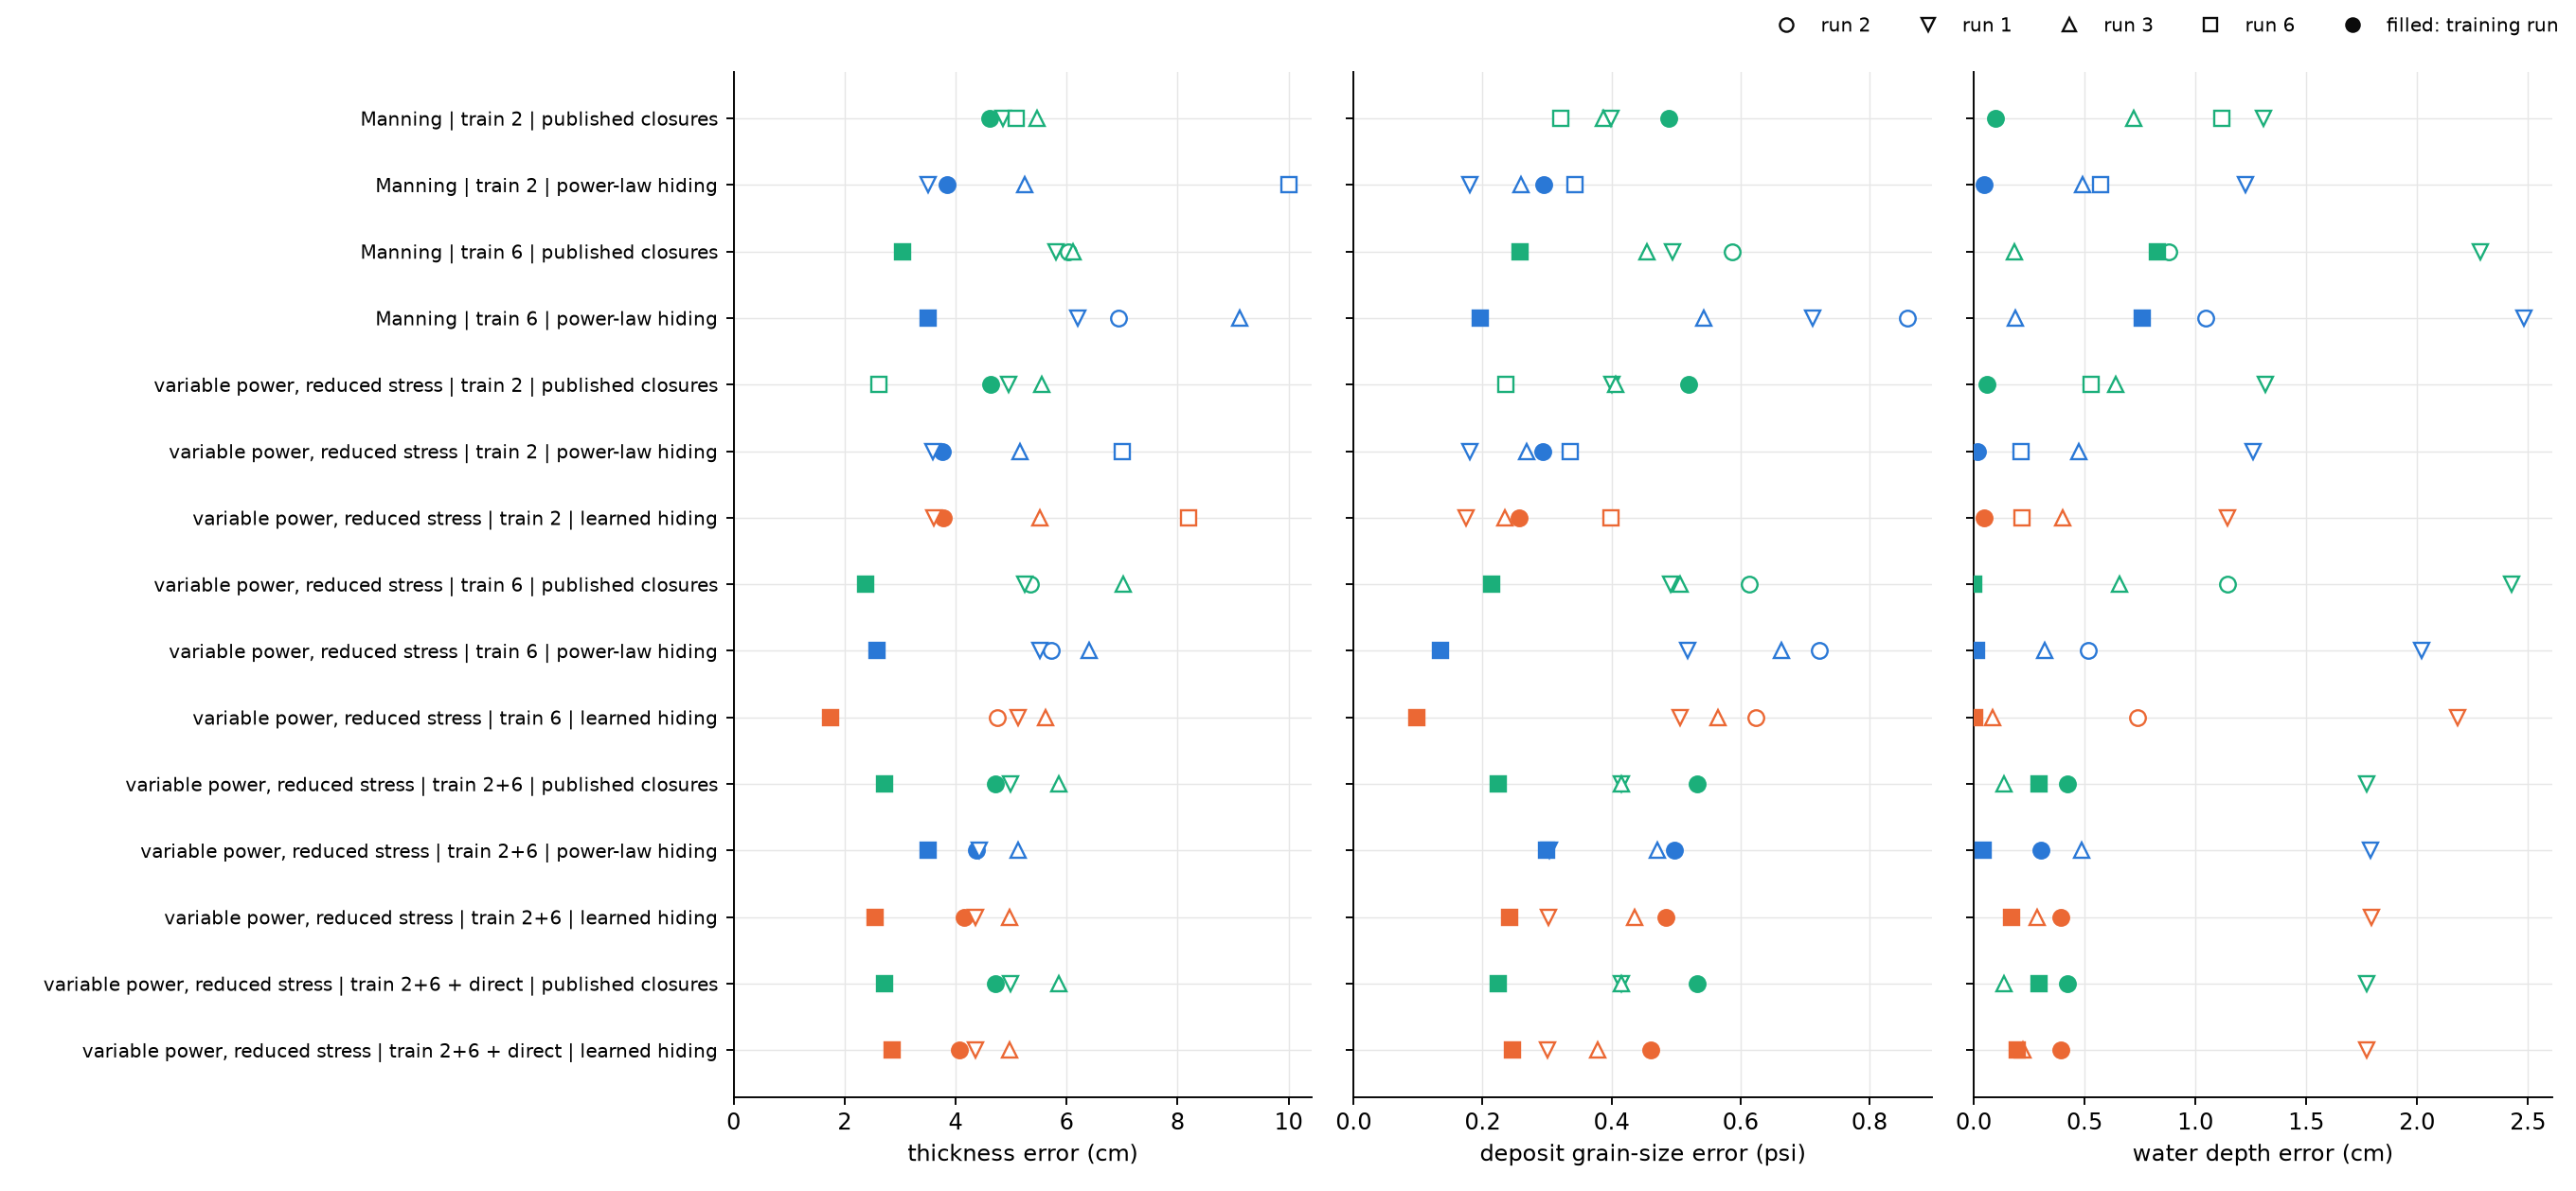 run 2 run 1 run 3 run 6 filled: training run
Manning | train 2 | published closures
Manning | train 2 | power-law hiding
Manning | train 6 | published closures
Manning | train 6 | power-law hiding
variable power, reduced stress | train 2 | published closures
variable power, reduced stress | train 2 | power-law hiding
variable power, reduced stress | train 2 | learned hiding
variable power, reduced stress | train 6 | published closures
variable power, reduced stress | train 6 | power-law hiding
variable power, reduced stress | train 6 | learned hiding
variable power, reduced stress | train 2+6 | published closures
variable power, reduced stress | train 2+6 | power-law hiding
variable power, reduced stress | train 2+6 | learned hiding
variable power, reduced stress | train 2+6 + direct | published closures
variable power, reduced stress | train 2+6 + direct | learned hiding
0 2 4 6 8 10
thickness error (cm)
0.0 0.2 0.4 0.6 0.8
deposit grain-size error (psi)
0.0 0.5 1.0 1.5 2.0 2.5
water depth error (cm)